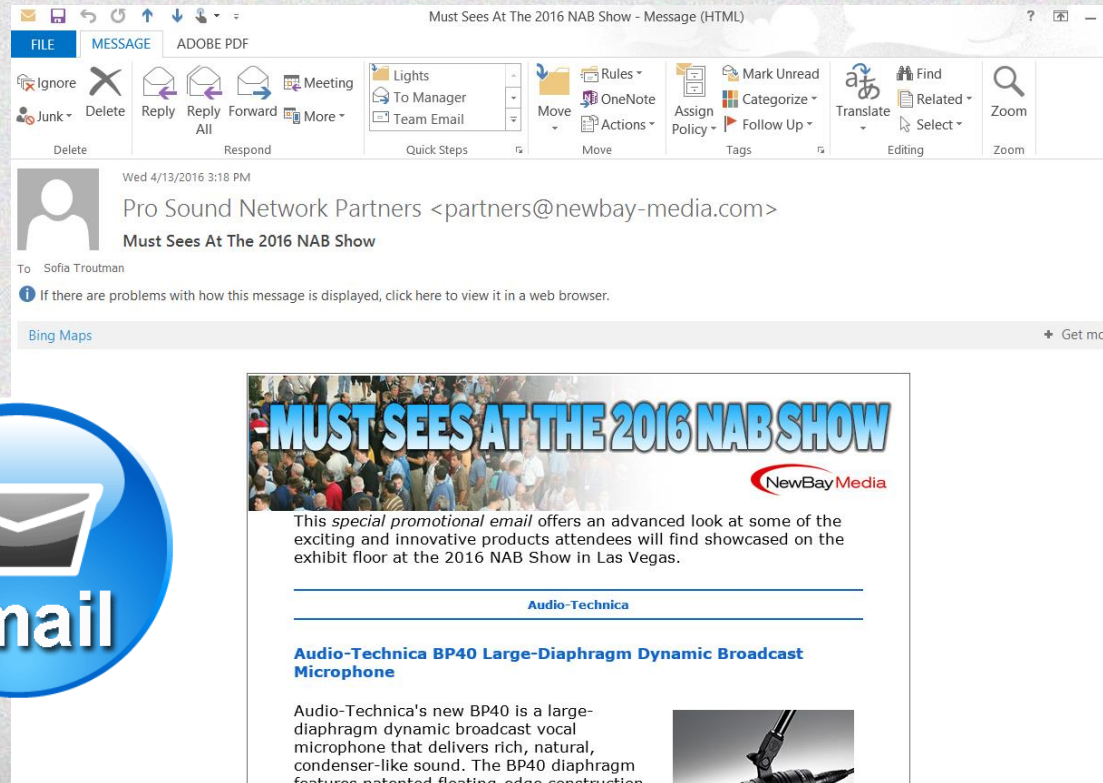 Must Sees At The 2016 NAB Show - Message (HTML)
?
FILE MESSAGE ADOBE PDF
Ignore
Junk
Delete
Reply
Reply All
Forward
Meeting
More
Lights
To Manager
Team Email
Move
Rules
OneNote
Actions
Assign Policy
Mark Unread
Categorize
Follow Up
Translate
Find
Related
Select
Zoom
Delete Respond Quick Steps Move Tags Editing Zoom
Wed 4/13/2016 3:18 PM
Pro Sound Network Partners <partners@newbay-media.com>
Must Sees At The 2016 NAB Show
To Sofia Troutman
If there are problems with how this message is displayed, click here to view it in a web browser.
Bing Maps + Get mo
MUST SEES AT THE 2016 NAB SHOW
NewBay Media
This special promotional email offers an advanced look at some of the
exciting and innovative products attendees will find showcased on the
exhibit floor at the 2016 NAB Show in Las Vegas.
mail
Audio-Technica
Audio-Technica BP40 Large-Diaphragm Dynamic Broadcast
Microphone
Audio-Technica's new BP40 is a large-
diaphragm dynamic broadcast vocal
microphone that delivers rich, natural,
condenser-like sound. The BP40 diaphragm
features patented floating-edge construction